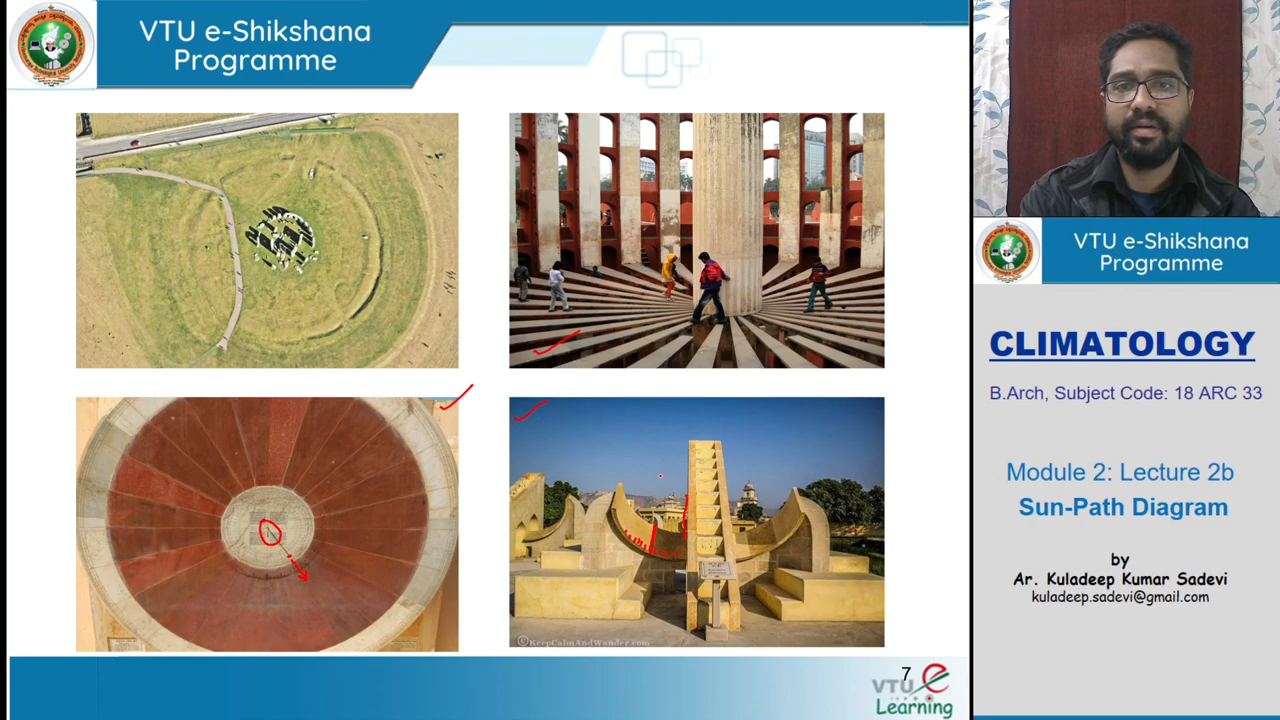 VTU e-Shikshana
Programme
©KeepCalmAndWander.com
7
VTU e
Learning
VTU e-Shikshana
Programme
CLIMATOLOGY
B.Arch, Subject Code: 18 ARC 33
Module 2: Lecture 2b
Sun-Path Diagram
by
Ar. Kuladeep Kumar Sadevi
kuladeep.sadevi@gmail.com